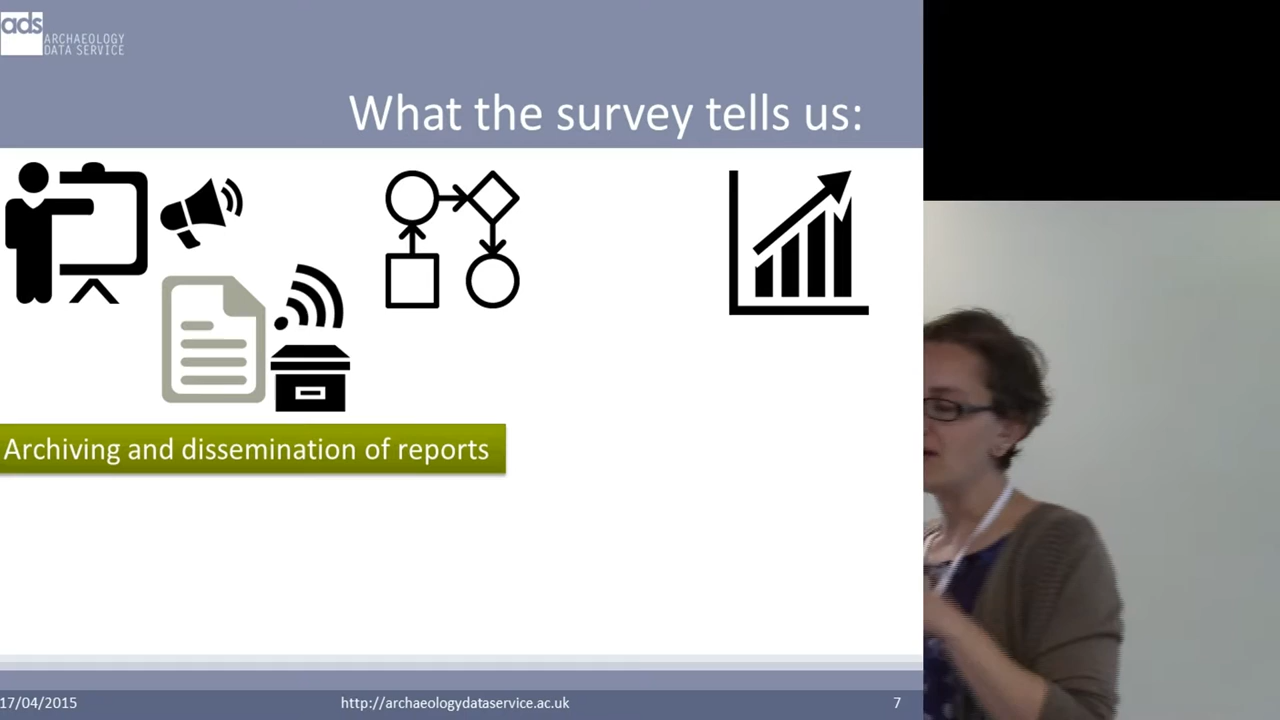 ads
ARCHAEOLOGY
DATA SERVICE
What the survey tells us:
Archiving and dissemination of reports
17/04/2015
http://archaeologydataservice.ac.uk
7